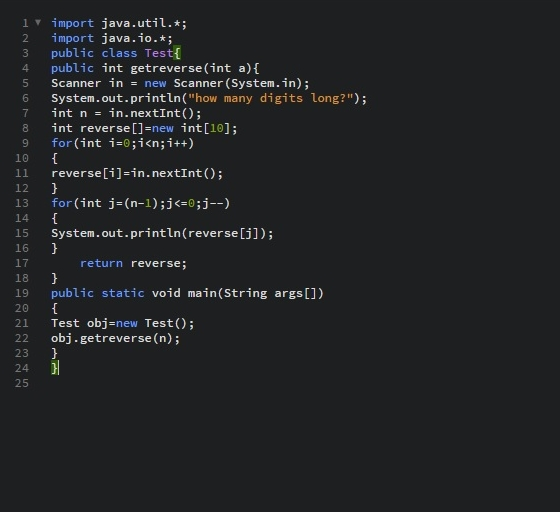 1 import java.util.*;
2 import java.io.*;
3 public class Test{
4 public int getreverse(int a){
5 Scanner in = new Scanner(System.in);
6 System.out.println("how many digits long?");
7 int n = in.nextInt();
8 int reverse[]=new int[10];
9 for(int i=0;i<n;i++)
10 {
11 reverse[i]=in.nextInt();
12 }
13 for(int j=(n-1);j<=0;j--)
14 {
15 System.out.println(reverse[j]);
16 }
17     return reverse;
18 }
19 public static void main(String args[])
20 {
21 Test obj=new Test();
22 obj.getreverse(n);
23 }
24 }
25